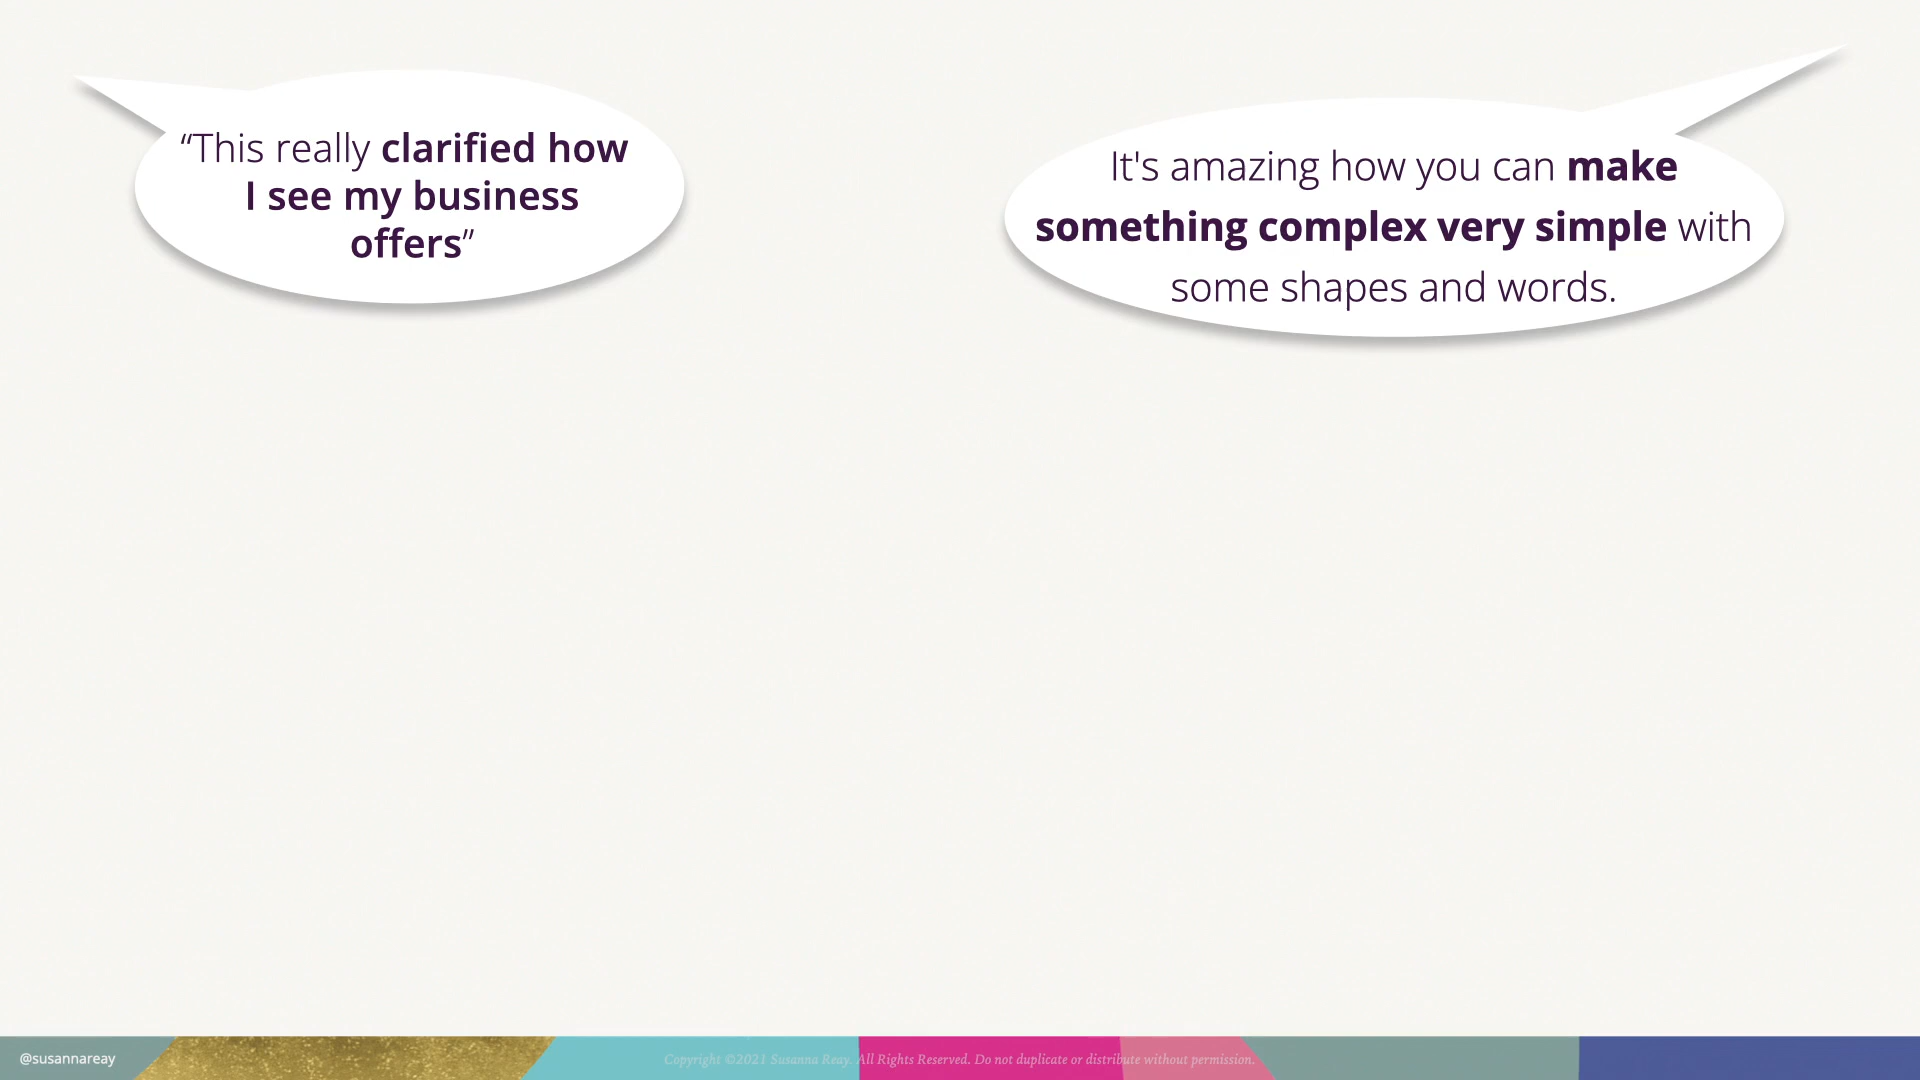 “This really clarified how
I see my business
offers”
It's amazing how you can make
something complex very simple with
some shapes and words.
@susannareay
Copyright ©2021 Susanna Reay. All Rights Reserved. Do not duplicate or distribute without permission.